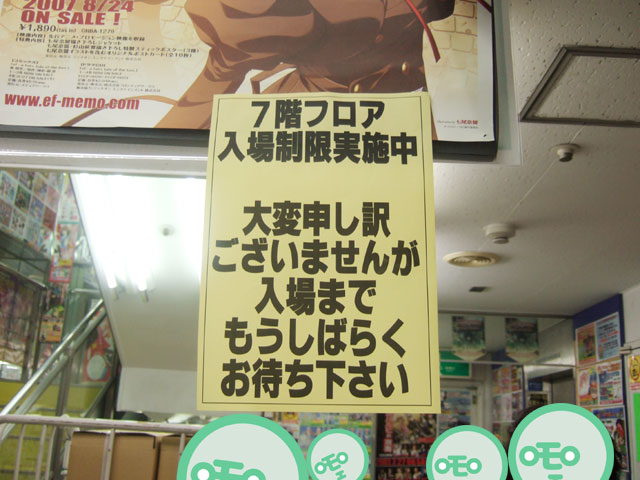 2007 8/24
ON SALE !
¥1,890
www.ef-memo.com
7階フロア
入場制限実施中
大変申し訳
ございませんが
入場まで
もうしばらく
お待ち下さい